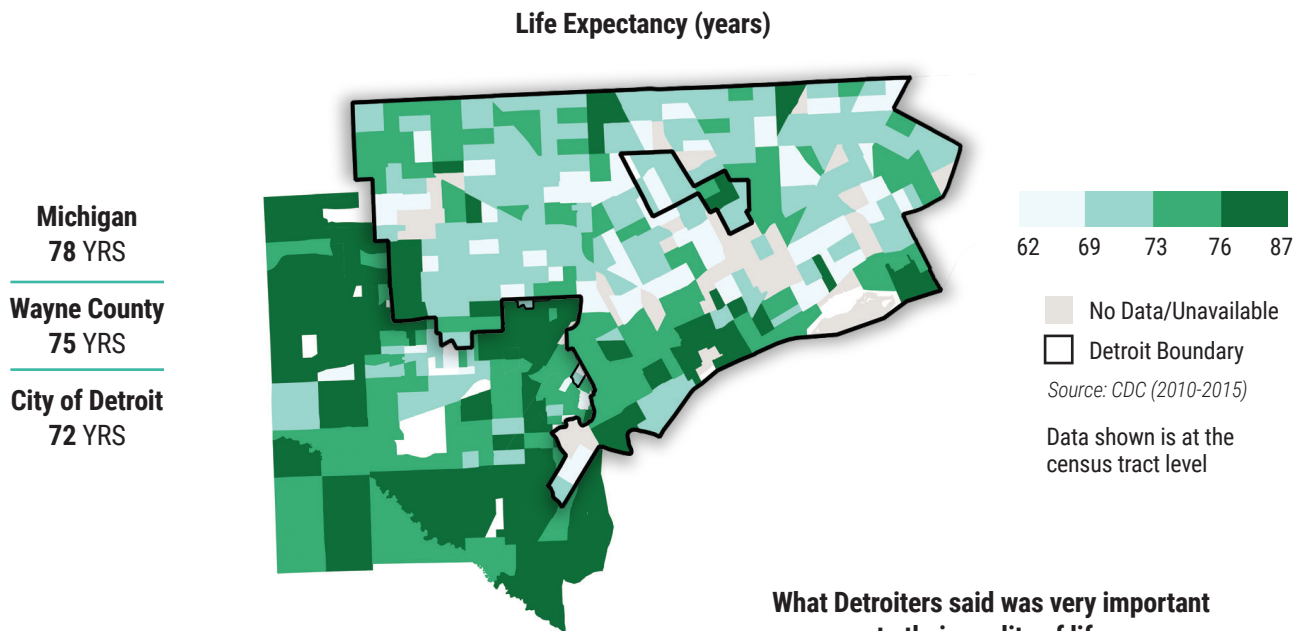 Life Expectancy (years)
Michigan
78 YRS
Wayne County
75 YRS
City of Detroit
72 YRS
62 69 73 76 87
No Data/Unavailable
Detroit Boundary
Source: CDC (2010-2015)
Data shown is at the
census tract level
What Detroiters said was very important